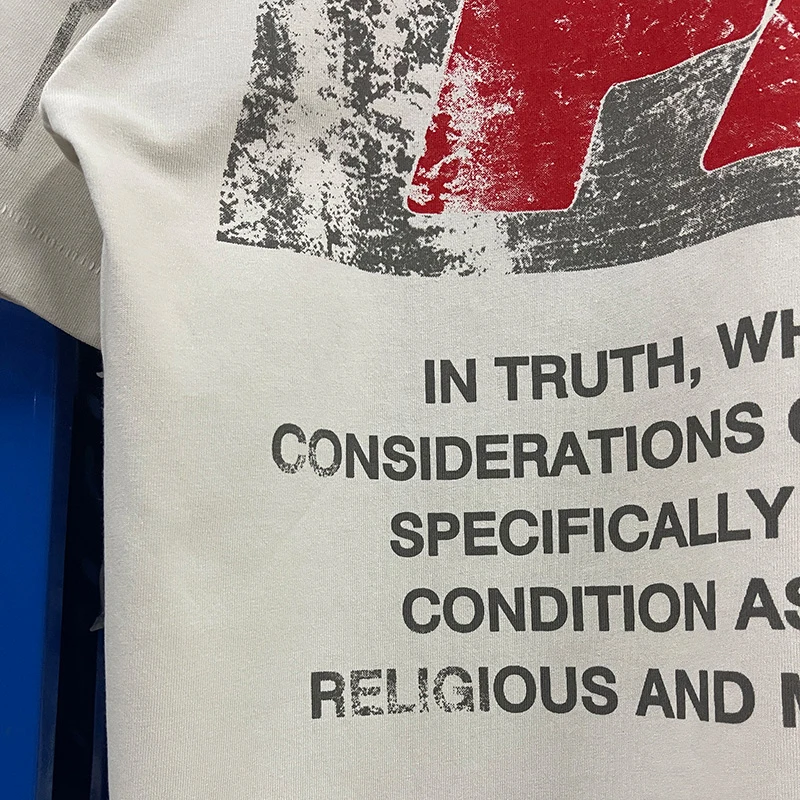 IN TRUTH, WH
CONSIDERATIONS
SPECIFICALLY
CONDITION AS
RELIGIOUS AND